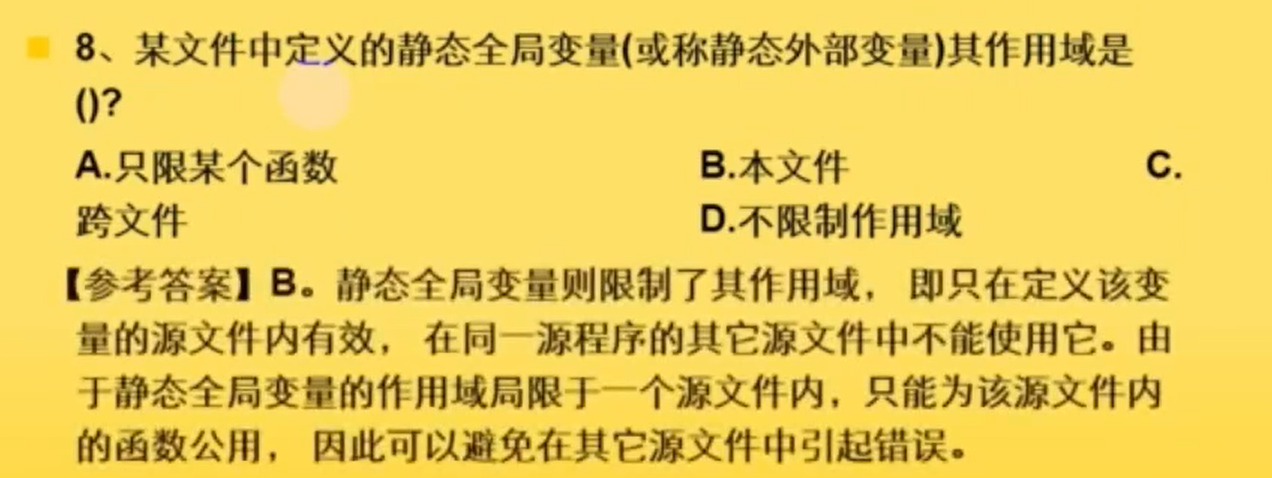 8、某文件中定义的静态全局变量(或称静态外部变量)其作用域是
()?
A.只限某个函数 B.本文件 C.
跨文件 D.不限制作用域
【参考答案】B。静态全局变量则限制了其作用域， 即只在定义该变
量的源文件内有效， 在同一源程序的其它源文件中不能使用它。由
于静态全局变量的作用域局限于一个源文件内，只能为该源文件内
的函数公用， 因此可以避免在其它源文件中引起错误。